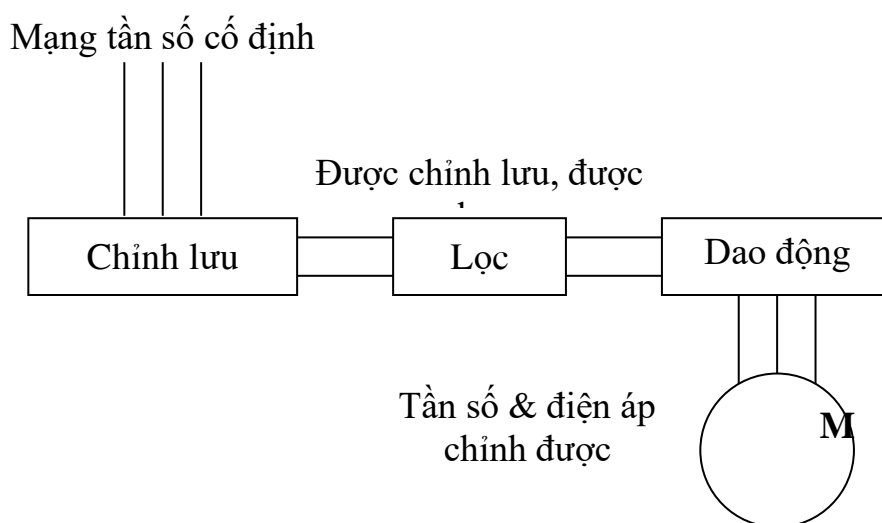 Mạng tần số cố định
Được chỉnh lưu, được
Chỉnh lưu
Lọc
Dao động
Tần số & điện áp
chỉnh được
M